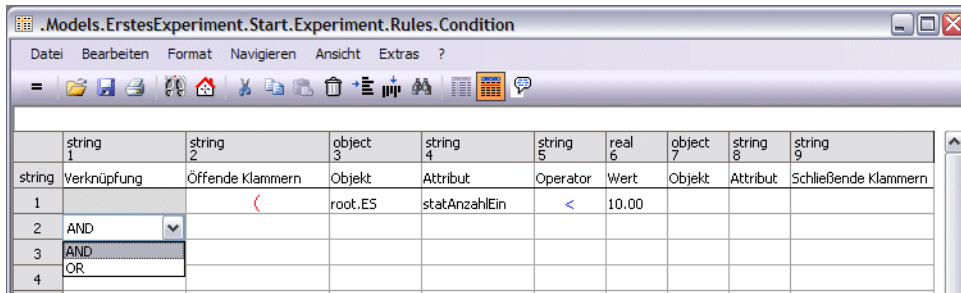 .Models.ErstesExperiment.Start.Experiment.Rules.Condition
Datei Bearbeiten Format Navigieren Ansicht Extras ?
string string object string string real object string string
1 2 3 4 5 6 7 8 9
string Verknüpfung Öffende Klammern Objekt Attribut Operator Wert Objekt Attribut Schließende Klammern
1 ( root.ES statAnzahlEin < 10.00
2 AND
3 AND
OR
4